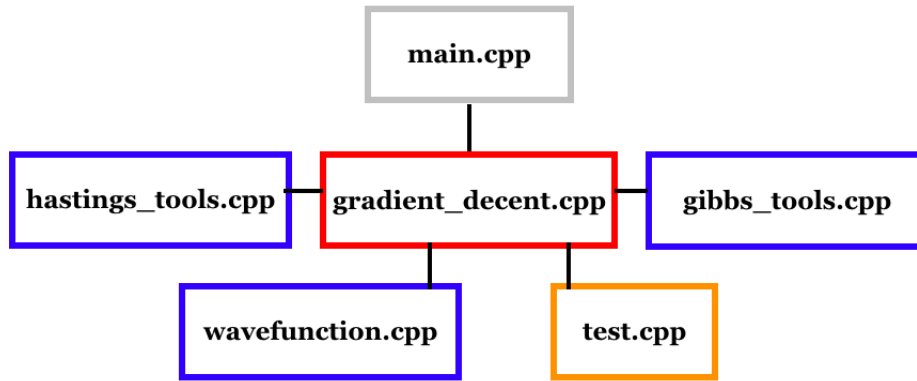 main.cpp
hastings_tools.cpp
gradient_decent.cpp
gibbs_tools.cpp
wavefunction.cpp
test.cpp